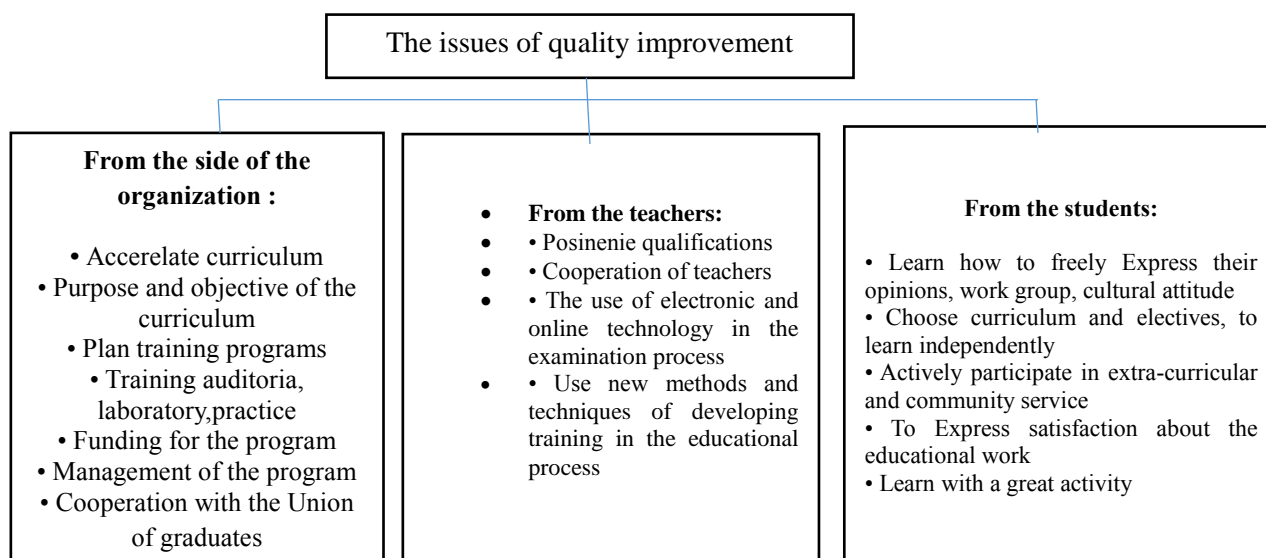 The issues of quality improvement
From the side of the
organization :
• Accerelate curriculum
• Purpose and objective of the
curriculum
• Plan training programs
• Training auditoria,
laboratory,practice
• Funding for the program
• Management of the program
• Cooperation with the Union
of graduates
• From the teachers:
• • Posinenie qualifications
• • Cooperation of teachers
• • The use of electronic and
online technology in the
examination process
• • Use new methods and
techniques of developing
training in the educational
process
From the students:
• Learn how to freely Express their
opinions, work group, cultural attitude
• Choose curriculum and electives, to
learn independently
• Actively participate in extra-curricular
and community service
• To Express satisfaction about the
educational work
• Learn with a great activity